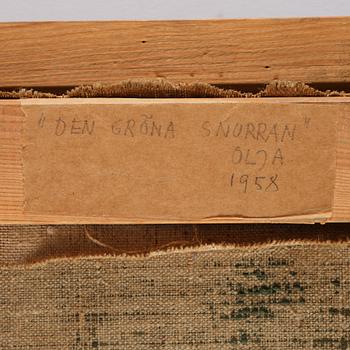 "DEN GRÖNA SNURRAN"
OLJA
1958